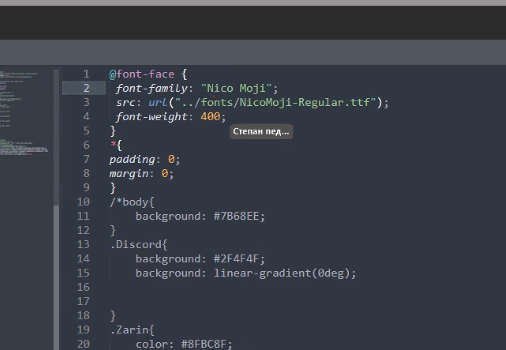 1 @font-face {
2 font-family: "Nico Moji";
3 src: url("../fonts/NicoMoji-Regular.ttf");
4 font-weight: 400;
Степан пед...
5 }
6 *{
7 padding: 0;
8 margin: 0;
9 }
10 /*body{
11 background: #7B68EE;
12 }
13 .Discord{
14 background: #2F4F4F;
15 background: linear-gradient(0deg);
16
17
18 }
19 .Zarin{
20 color: #8FBC8F;